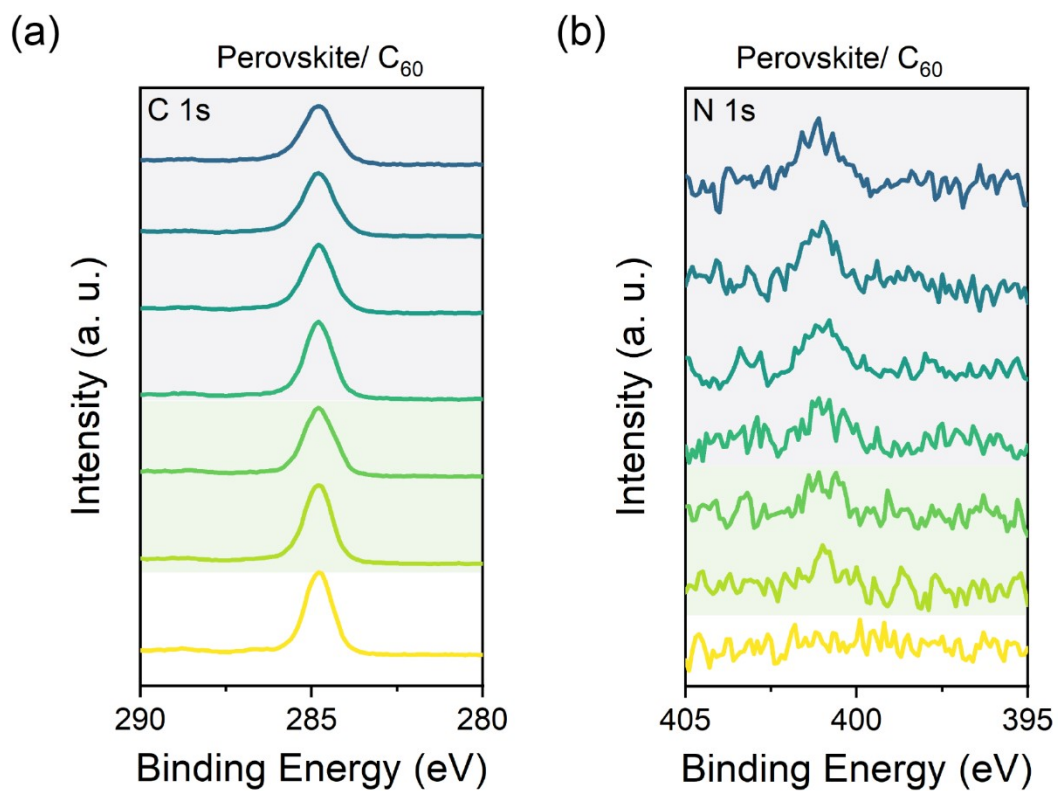 (a)
Perovskite/ C60
C 1s
Intensity (a. u.)
290
285
280
Binding Energy (eV)
(b)
Perovskite/ C60
N 1s
Intensity (a. u.)
405
400
395
Binding Energy (eV)